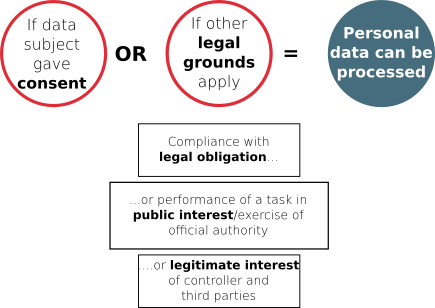 If data
subject
gave
consent
OR
If other
legal
grounds
apply
=
Personal
data can be
processed
Compliance with
legal obligation...
...or performance of a task in
public interest/exercise of
official authority
....or legitimate interest
of controller and
third parties